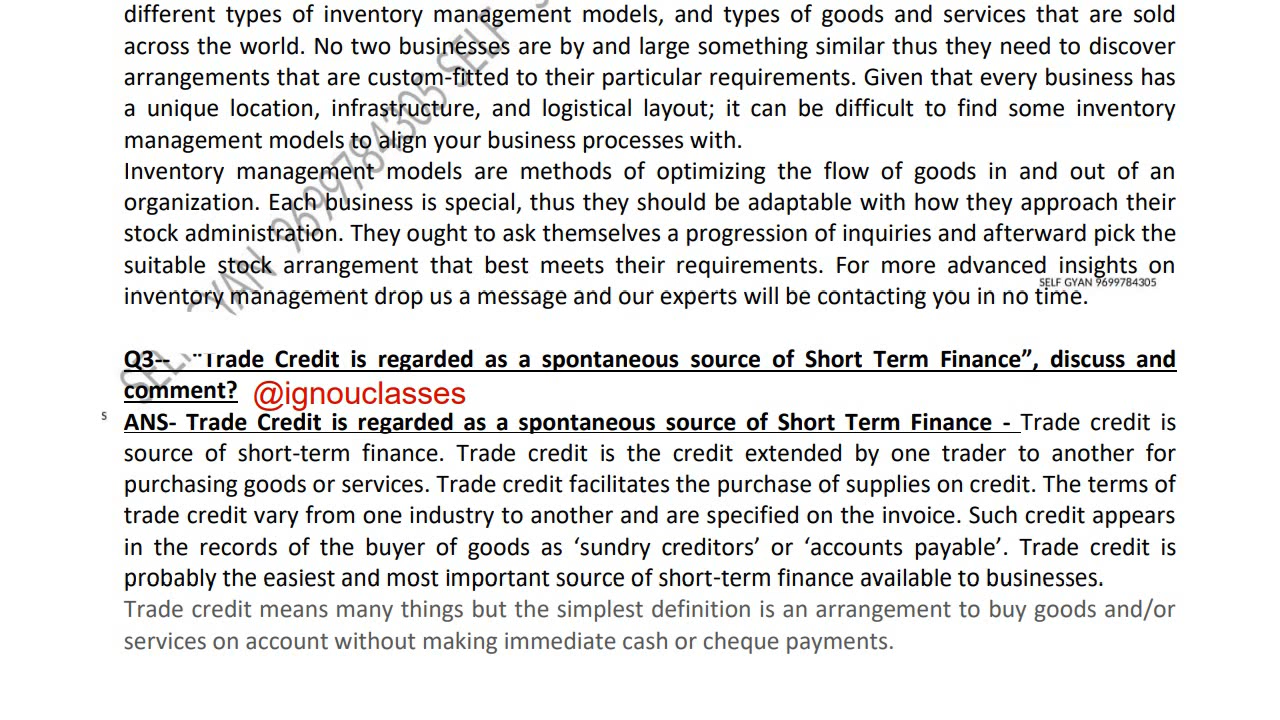 different types of inventory management models, and types of goods and services that are sold
across the world. No two businesses are by and large something similar thus they need to discover
arrangements that are custom-fitted to their particular requirements. Given that every business has
a unique location, infrastructure, and logistical layout; it can be difficult to find some inventory
management models to align your business processes with.
Inventory management models are methods of optimizing the flow of goods in and out of an
organization. Each business is special, thus they should be adaptable with how they approach their
stock administration. They ought to ask themselves a progression of inquiries and afterward pick the
suitable stock arrangement that best meets their requirements. For more advanced insights on
SELF GYAN 9699784305
inventory management drop us a message and our experts will be contacting you in no time.
GYAN 9699784305 SELF
Q3-- “Trade Credit is regarded as a spontaneous source of Short Term Finance”, discuss and
comment? @ignouclasses
5
ANS- Trade Credit is regarded as a spontaneous source of Short Term Finance - Trade credit is
source of short-term finance. Trade credit is the credit extended by one trader to another for
purchasing goods or services. Trade credit facilitates the purchase of supplies on credit. The terms of
trade credit vary from one industry to another and are specified on the invoice. Such credit appears
in the records of the buyer of goods as ‘sundry creditors’ or ‘accounts payable’. Trade credit is
probably the easiest and most important source of short-term finance available to businesses.
Trade credit means many things but the simplest definition is an arrangement to buy goods and/or
services on account without making immediate cash or cheque payments.